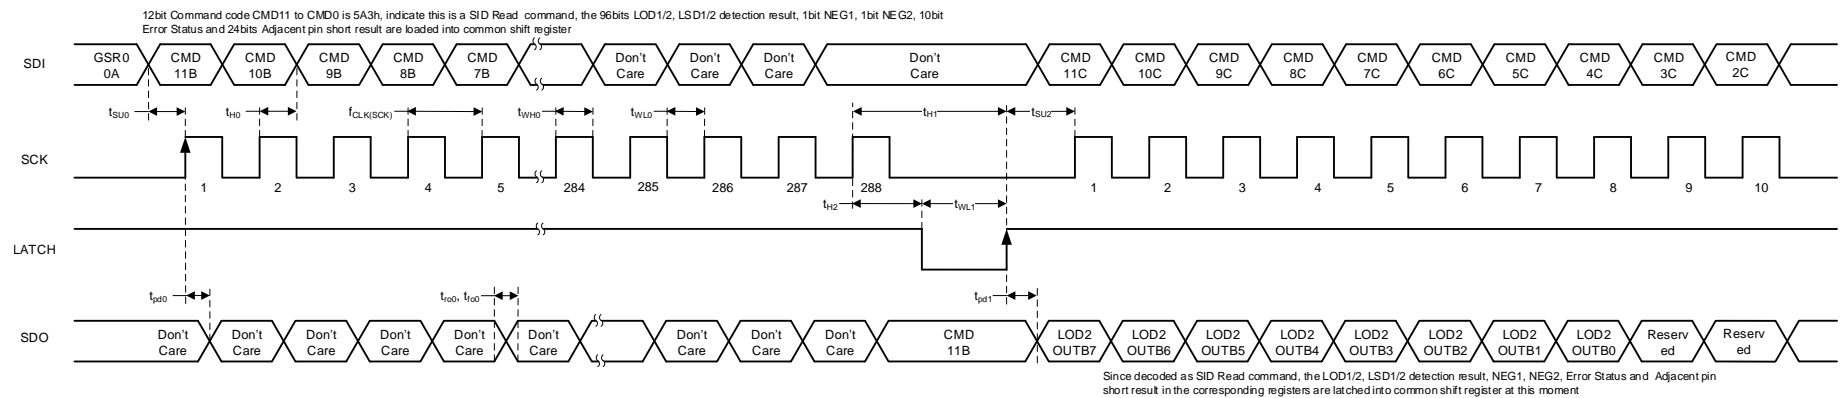 12bit Command code CMD11 to CMD0 is 5A3h, indicate this is a SID Read command, the 96bits LOD1/2, LSD1/2 detection result, 1bit NEG1, 1bit NEG2, 10bit
Error Status and 24bits Adjacent pin short result are loaded into common shift register
SDI
GSR0
0A
CMD
11B
CMD
10B
CMD
9B
CMD
8B
CMD
7B
Don't
Care
Don't
Care
Don't
Care
Don't
Care
CMD
11C
CMD
10C
CMD
9C
CMD
8C
CMD
7C
CMD
6C
CMD
5C
CMD
4C
CMD
3C
CMD
2C
tSU0
tH0
fCLK(SCK)
tWH0
tWL0
tH1
tSU2
SCK
1
2
3
4
5
284
285
286
287
288
1
2
3
4
5
6
7
8
9
10
tH2
tWL1
LATCH
tpd0
tro0, tfo0
tpd1
SDO
Don't
Care
Don't
Care
Don't
Care
Don't
Care
Don't
Care
Don't
Care
Don't
Care
Don't
Care
Don't
Care
CMD
11B
LOD2
OUTB7
LOD2
OUTB6
LOD2
OUTB5
LOD2
OUTB4
LOD2
OUTB3
LOD2
OUTB2
LOD2
OUTB1
LOD2
OUTB0
Reserv
ed
Reserv
ed
Since decoded as SID Read command, the LOD1/2, LSD1/2 detection result, NEG1, NEG2, Error Status and Adjacent pin
short result in the corresponding registers are latched into common shift register at this moment